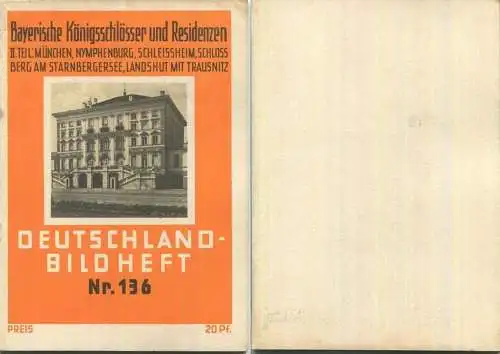 Bayerische Königsschlösser und Residenzen
II. TEIL: MÜNCHEN, NYMPHENBURG, SCHLEISSHEIM, SCHLOSS
BERG AM STARNBERGERSEE, LANDSHUT MIT TRAUSNITZ
DEUTSCHLAND-
BILDHEFT
Nr. 136
PREIS 20 Pf.